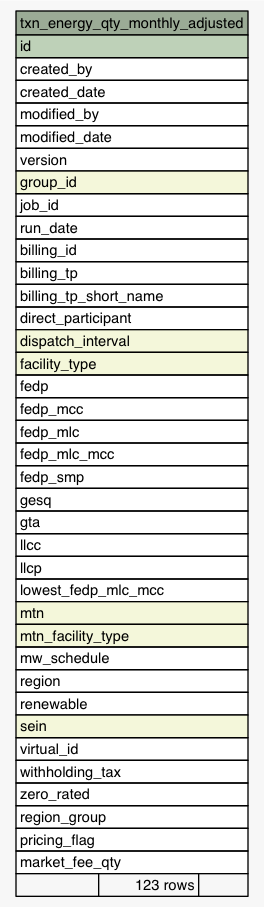 txn_energy_qty_monthly_adjusted
id
created_by
created_date
modified_by
modified_date
version
group_id
job_id
run_date
billing_id
billing_tp
billing_tp_short_name
direct_participant
dispatch_interval
facility_type
fedp
fedp_mcc
fedp_mlc
fedp_mlc_mcc
fedp_smp
gesq
gta
llcc
llcp
lowest_fedp_mlc_mcc
mtn
mtn_facility_type
mw_schedule
region
renewable
sein
virtual_id
withholding_tax
zero_rated
region_group
pricing_flag
market_fee_qty
123 rows